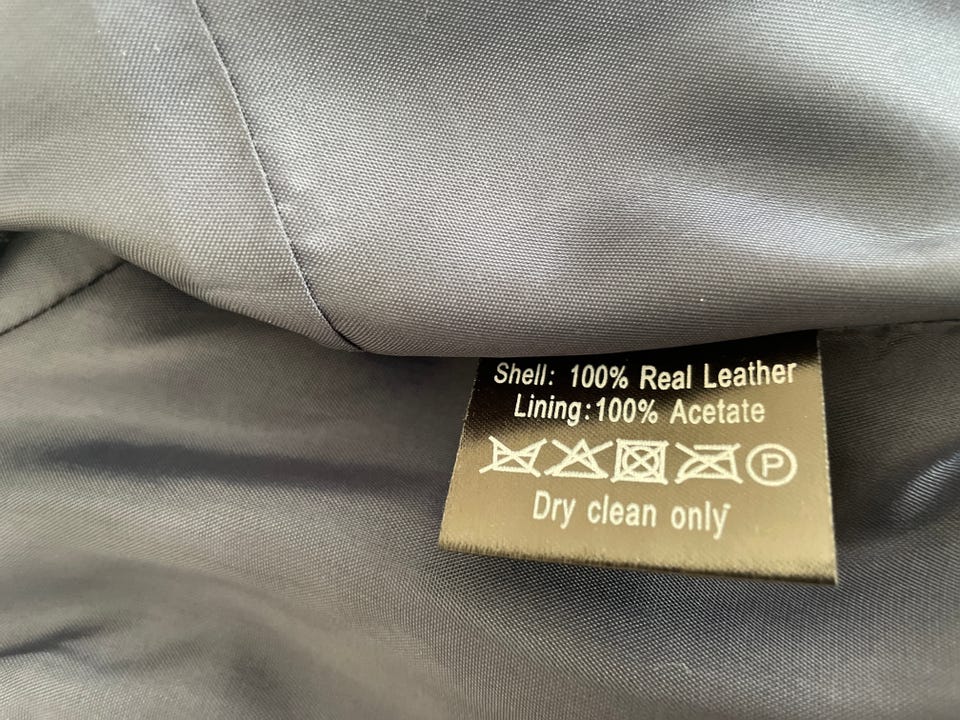 Shell: 100% Real Leather
Lining:100% Acetate
P
Dry clean only